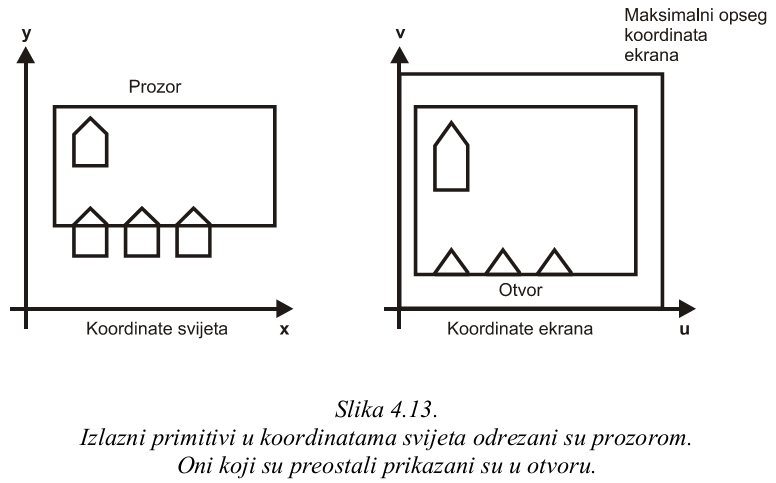 Maksimalni opseg
koordinata
ekrana
y
v
Prozor
Otvor
Koordinate svijeta
x
Koordinate ekrana
u
Slika 4.13.
Izlazni primitivi u koordinatama svijeta odrezani su prozorom.
Oni koji su preostali prikazani su u otvoru.